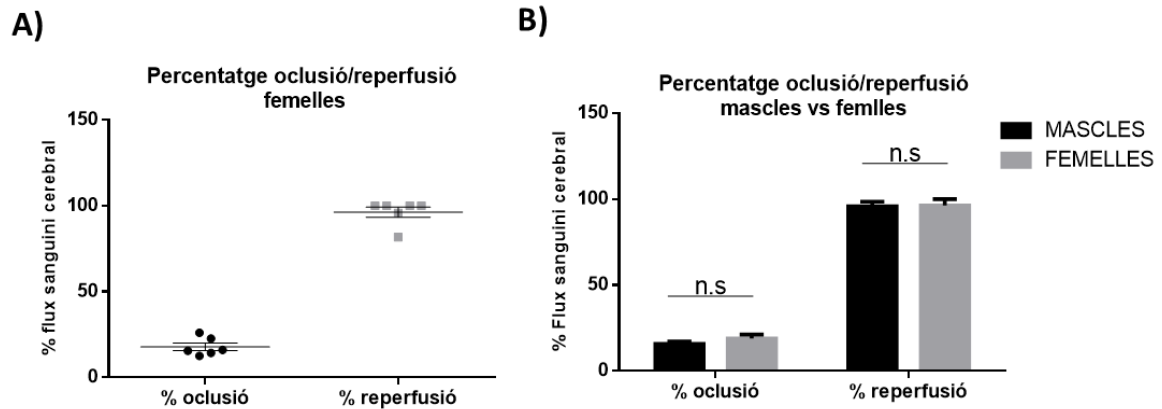 A)
Percentatge oclusió/reperfusió
femelles
% flux sanguini cerebral
150
100
50
0
% oclusió
% reperfusió
B)
Percentatge oclusió/reperfusió
mascles vs femlles
% Flux sanguini cerebral
150
100
50
0
n.s
n.s
% oclusió
% reperfusió
MASCLES
FEMELLES